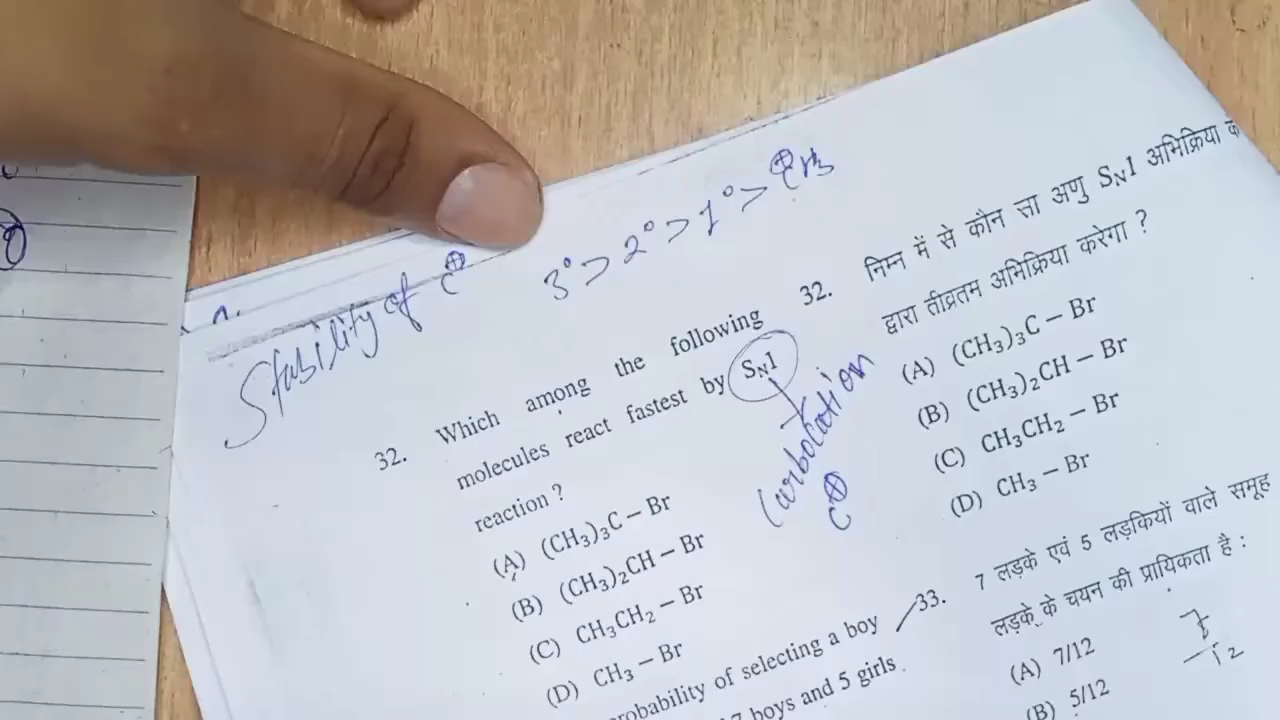 Stability of C⊕
3° > 2° > 1° >
32. Which among the following
molecules react fastest by SN1
reaction ?
(A) (CH3)3C – Br
(B) (CH3)2CH – Br
(C) CH3CH2 – Br
(D) CH3 – Br
Carbocation
C⊕
32. निम्न में से कौन सा अणु SN1 अभिक्रिया
द्वारा तीव्रतम अभिक्रिया करेगा ?
(A) (CH3)3C – Br
(B) (CH3)2CH – Br
(C) CH3CH2 – Br
(D) CH3 – Br
probability of selecting a boy
7 boys and 5 girls
33. 7 लड़के एवं 5 लड़कियों वाले समूह
लड़के के चयन की प्रायिकता है :
(A) 7/12
(B) 5/12
7
12